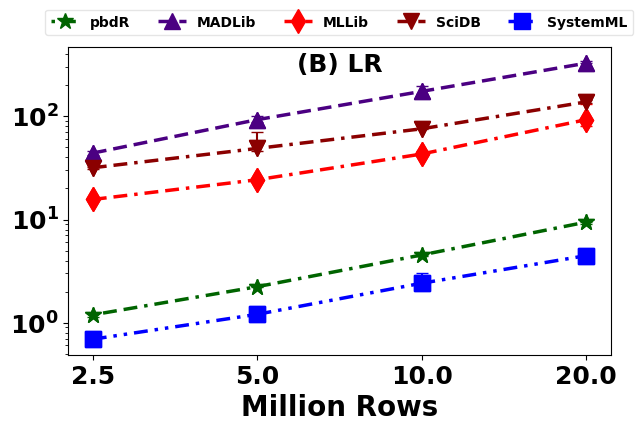 pbdR MADLib MLLib SciDB SystemML
(B) LR
10²
10¹
10⁰
2.5 5.0 10.0 20.0
Million Rows